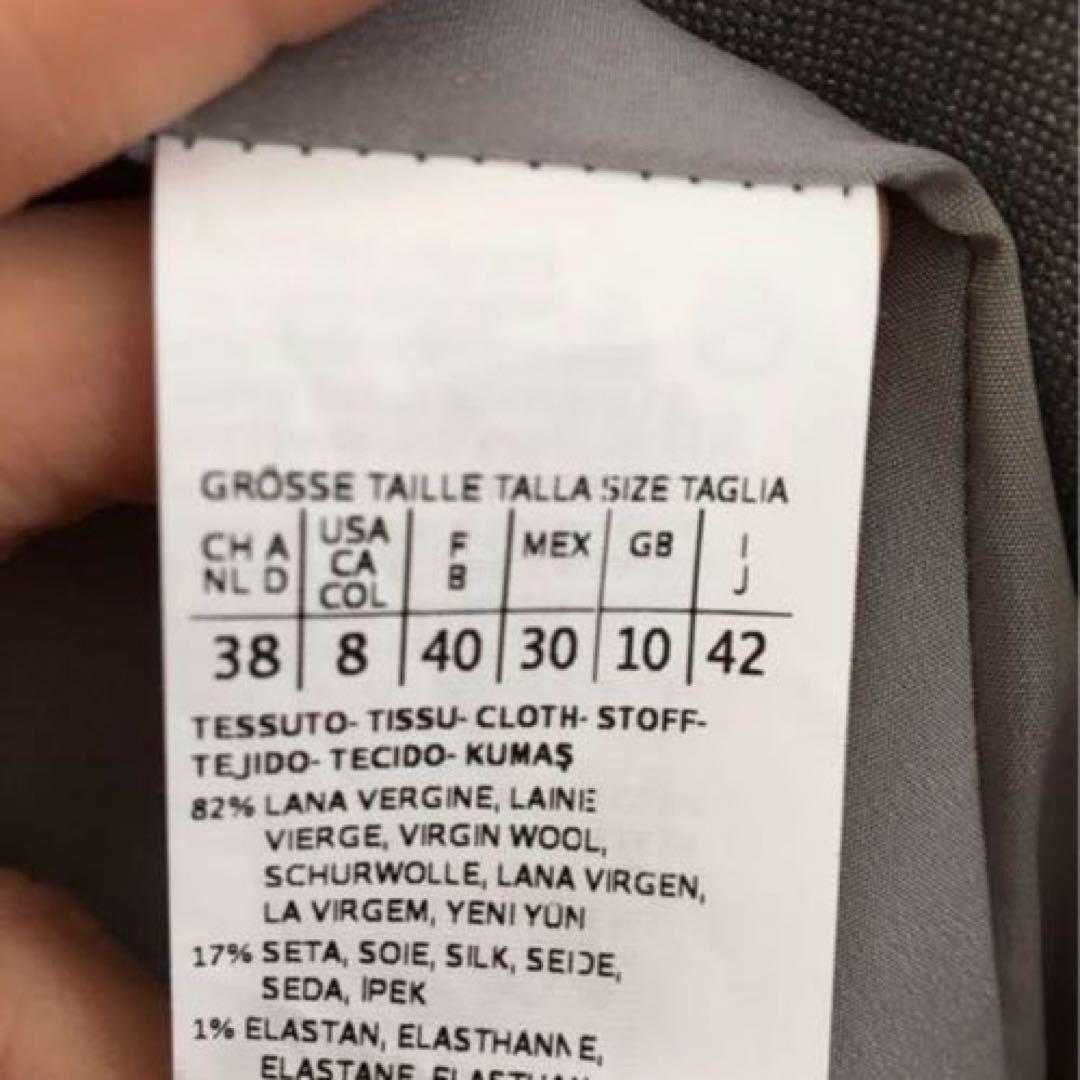 GRÖSSE TAILLE TALLA SIZE TAGLIA
CH A NL D | USA CA COL | F B | MEX | GB | I J
38 | 8 | 40 | 30 | 10 | 42
TESSUTO- TISSU- CLOTH- STOFF-
TEJIDO- TECIDO- KUMAŞ
82% LANA VERGINE, LAINE
VIERGE, VIRGIN WOOL,
SCHURWOLLE, LANA VIRGEN,
LA VIRGEM, YENI YÜN
17% SETA, SOIE, SILK, SEIDE,
SEDA, İPEK
1% ELASTAN, ELASTHANNE,
ELASTANE